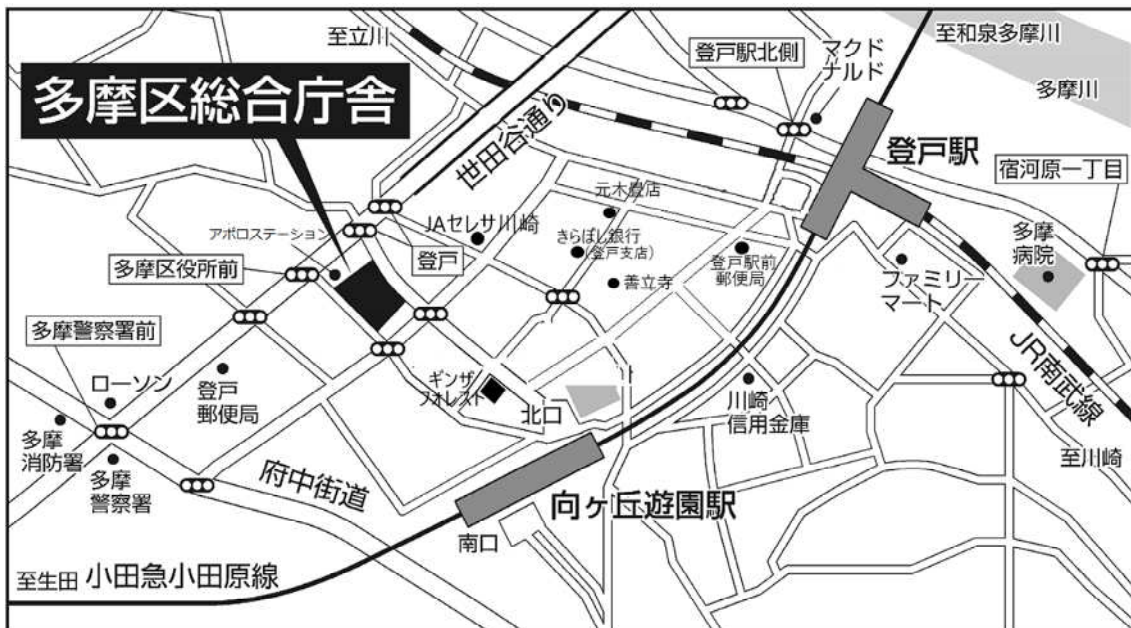 至立川
登戸駅北側
マクド
ナルド
至和泉多摩川
多摩川
多摩区総合庁舎
世田谷通り
登戸駅
宿河原一丁目
元木畳店
JAセレサ川崎
アポロステーション
きらぼし銀行
(登戸支店)
登戸駅前
郵便局
多摩
病院
多摩区役所前
登戸
善立寺
ファミリー
マート
多摩警察署前
JR南武線
ローソン
登戸
郵便局
ギンザ
フォレスト
北口
川崎
信用金庫
多摩
消防署
多摩
警察署
府中街道
至川崎
向ヶ丘遊園駅
南口
至生田
小田急小田原線